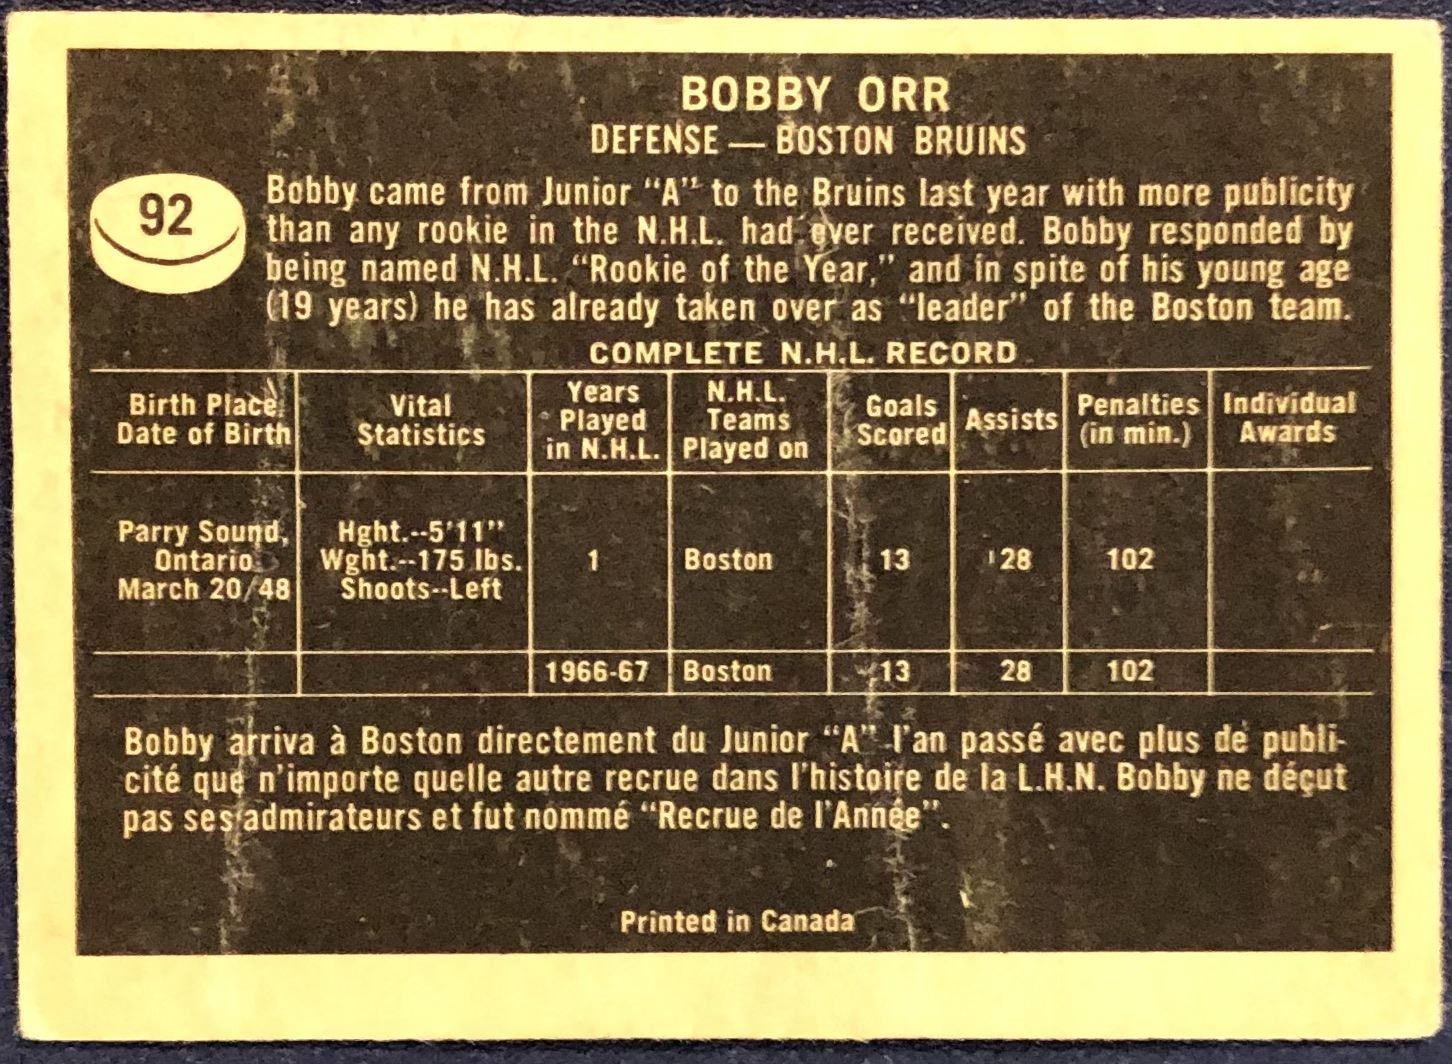 BOBBY ORR
DEFENSE — BOSTON BRUINS
92
Bobby came from Junior "A" to the Bruins last year with more publicity
than any rookie in the N.H.L. had ever received. Bobby responded by
being named N.H.L. "Rookie of the Year," and in spite of his young age
(19 years) he has already taken over as "leader" of the Boston team.
COMPLETE N.H.L. RECORD
Birth Place,
Date of Birth
Vital
Statistics
Years
Played
in N.H.L.
N.H.L.
Teams
Played on
Goals
Scored
Assists
Penalties
(in min.)
Individual
Awards
Parry Sound,
Ontario
March 20/48
Hght.--5'11"
Wght.--175 lbs.
Shoots--Left
1
Boston
13
28
102
1966-67
Boston
13
28
102
Bobby arriva à Boston directement du Junior "A" l'an passé avec plus de publi-
cité que n'importe quelle autre recrue dans l'histoire de la L.H.N. Bobby ne déçut
pas ses admirateurs et fut nommé "Recrue de l'Année".
Printed in Canada